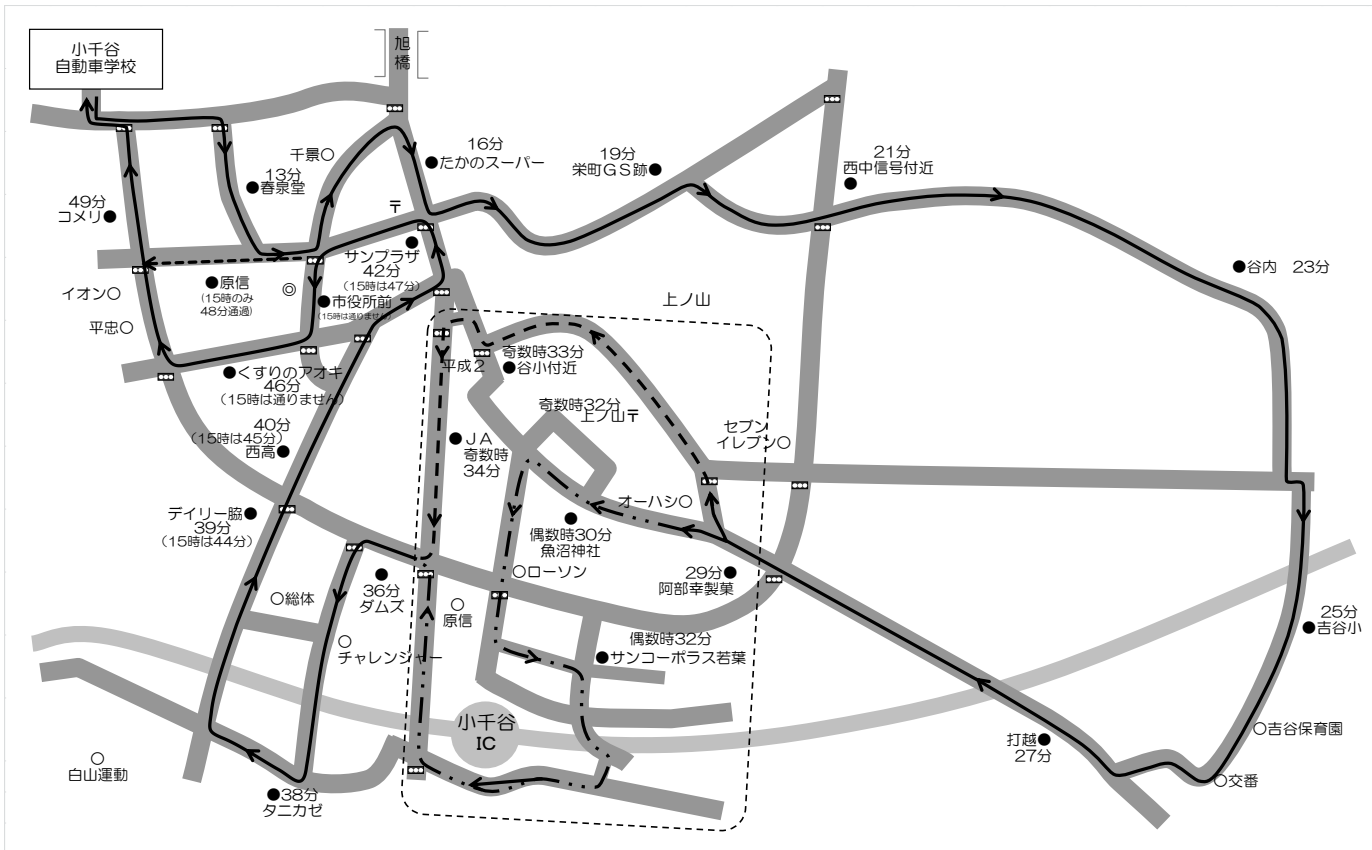 小千谷
自動車学校
旭橋
千景○
16分
●たかのスーパー
19分
栄町ＧＳ跡●
21分
西中信号付近
●
13分
●春泉堂
49分
コメリ●
〒
サンプラザ
42分
(15時は47分)
●原信
(15時のみ
48分通過)
◎
●市役所前
(15時は通りません)
イオン○
平忠○
●谷内　23分
上ノ山
平成２
奇数時33分
●谷小付近
●くすりのアオキ
46分
(15時は通りません)
奇数時32分
上ノ山〒
セブン
イレブン○
40分
(15時は45分)
西高●
●ＪＡ
奇数時
34分
オーハシ○
デイリー脇●
39分
(15時は44分)
●
偶数時30分
魚沼神社
○ローソン
29分●
阿部幸製菓
●
36分
ダムズ
○
原信
○総体
○
チャレンジャー
偶数時32分
●サンコーポラス若葉
25分
●吉谷小
小千谷
IC
打越●
27分
○吉谷保育園
○交番
○
白山運動
●38分
タニカゼ